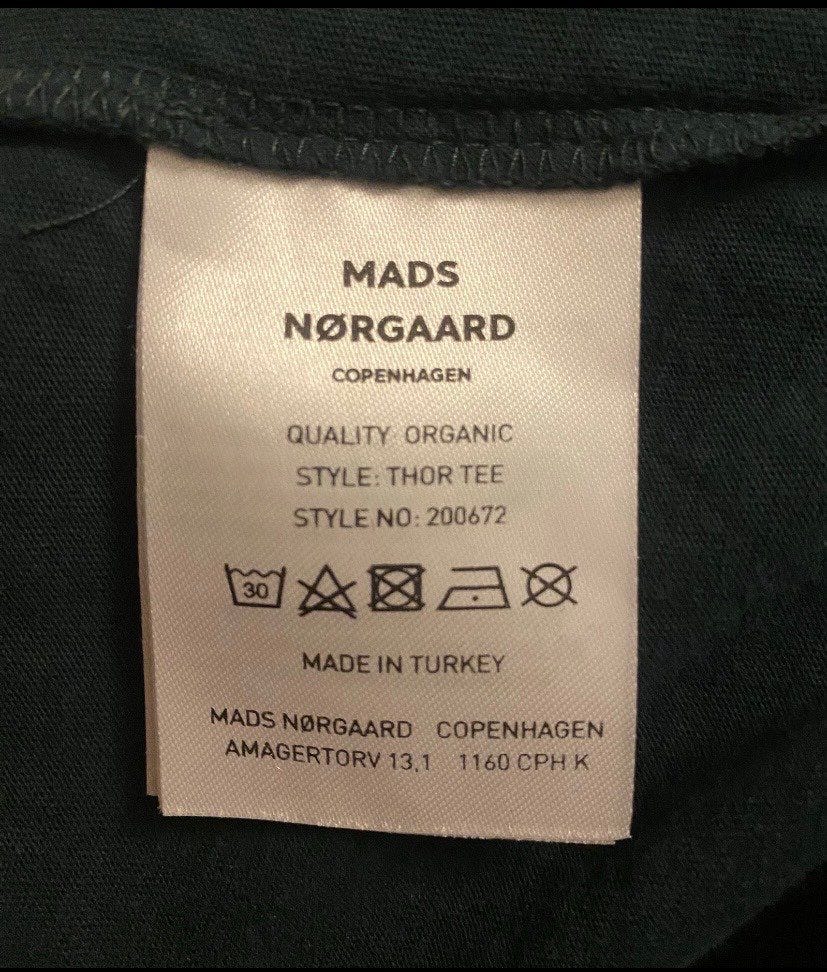 MADS
NØRGAARD
COPENHAGEN
QUALITY: ORGANIC
STYLE: THOR TEE
STYLE NO: 200672
30
MADE IN TURKEY
MADS NØRGAARD COPENHAGEN
AMAGERTORV 13,1 1160 CPH K